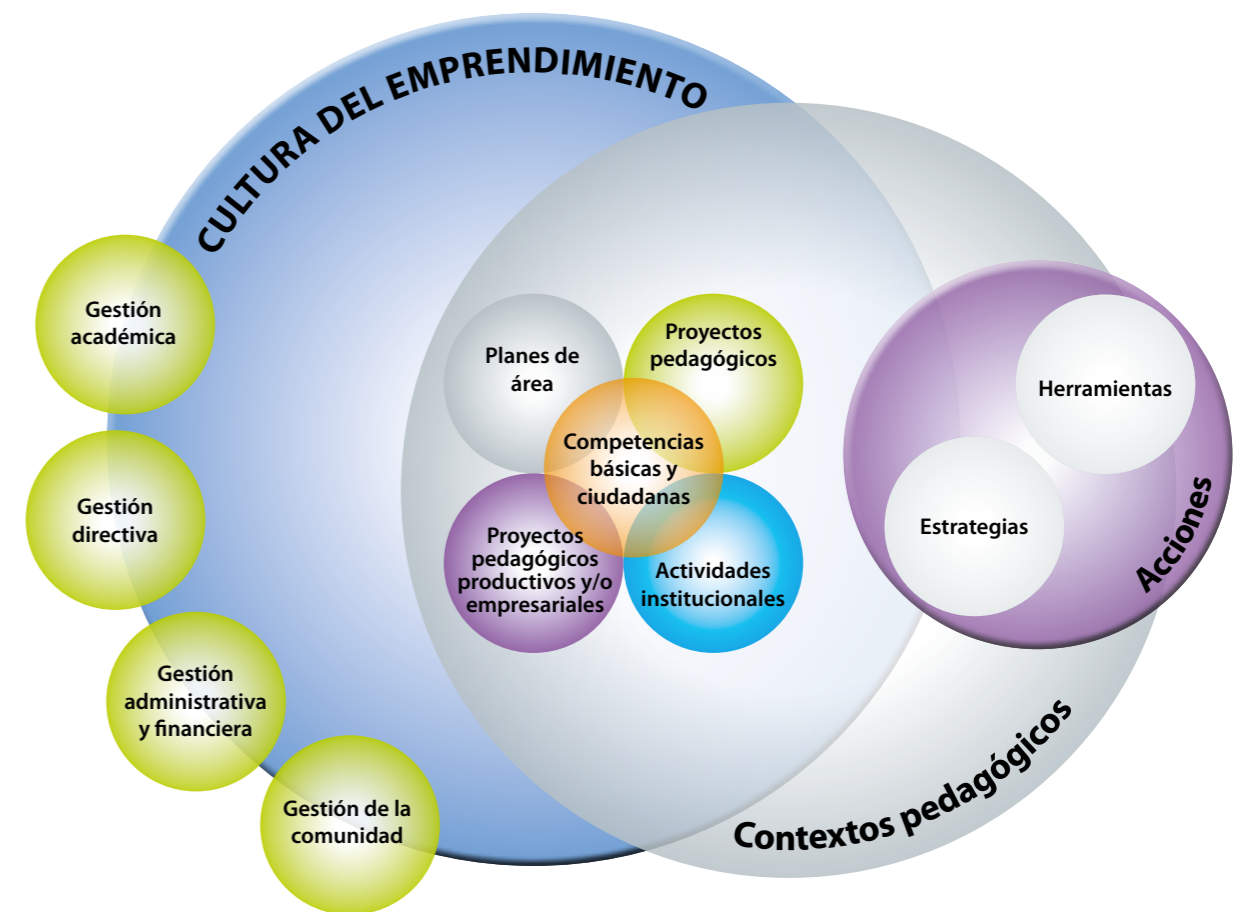 CULTURA DEL EMPRENDIMIENTO
Gestión
académica
Gestión
directiva
Gestión
administrativa
y financiera
Gestión de la
comunidad
Planes de
área
Proyectos
pedagógicos
Competencias
básicas y
ciudadanas
Proyectos
pedagógicos
productivos y/o
empresariales
Actividades
institucionales
Herramientas
Estrategias
Acciones
Contextos pedagógicos